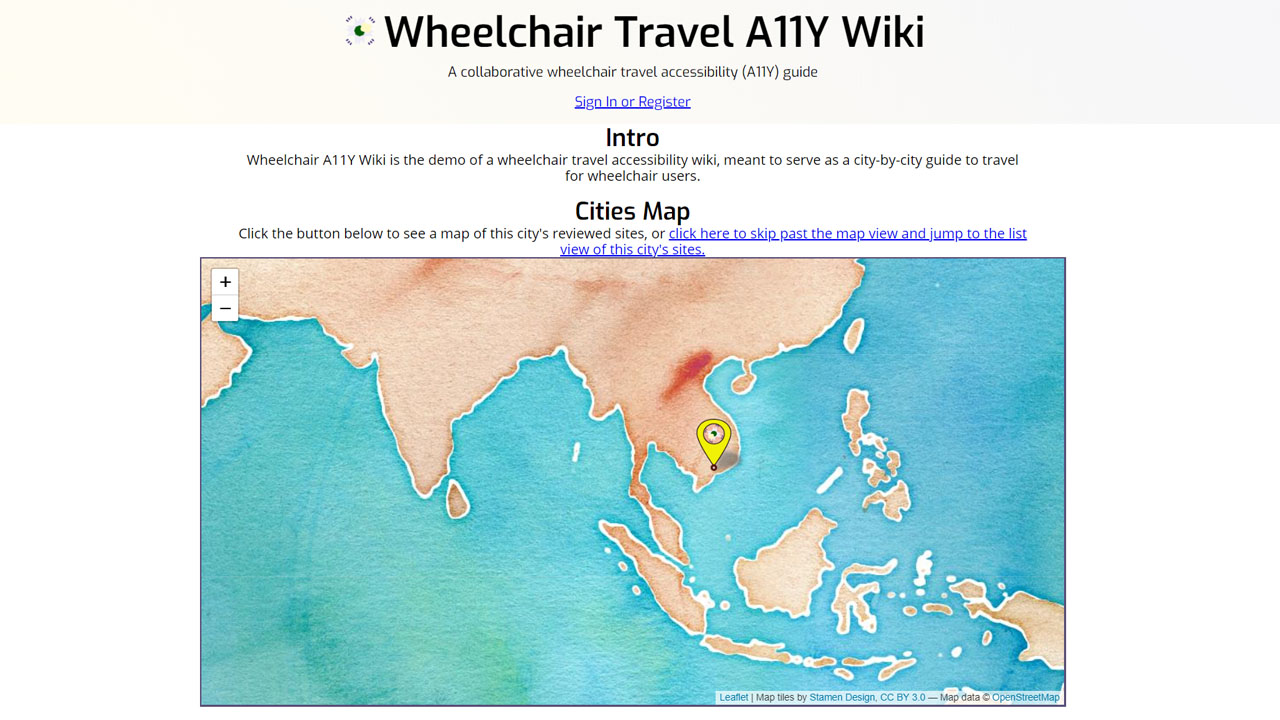 Wheelchair Travel A11Y Wiki
A collaborative wheelchair travel accessibility (A11Y) guide
Sign In or Register
Intro
Wheelchair A11Y Wiki is the demo of a wheelchair travel accessibility wiki, meant to serve as a city-by-city guide to travel
for wheelchair users.
Cities Map
Click the button below to see a map of this city's reviewed sites, or click here to skip past the map view and jump to the list
view of this city's sites.
+
−
Leaflet | Map tiles by Stamen Design, CC BY 3.0 — Map data © OpenStreetMap